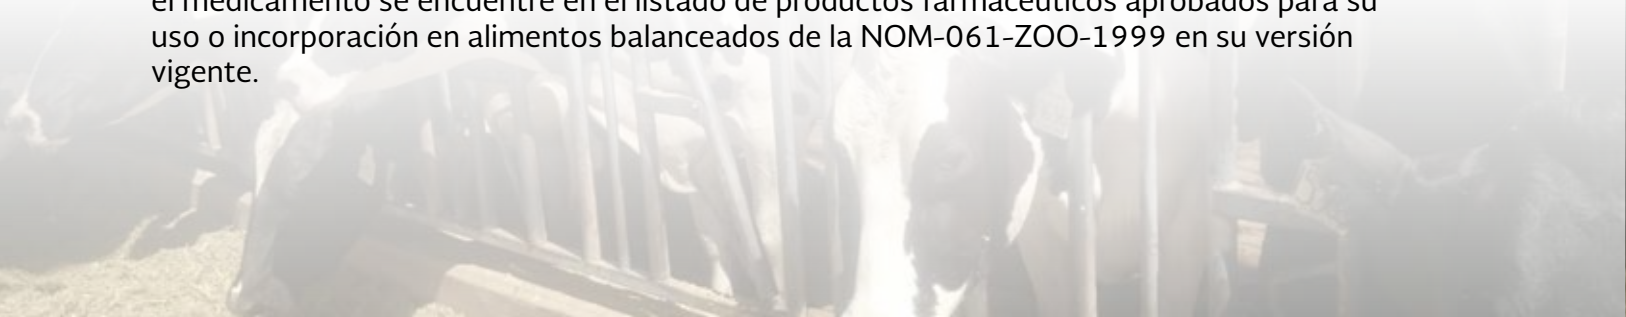 el medicamento se encuentre en el listado de productos farmacéuticos aprobados para su
uso o incorporación en alimentos balanceados de la NOM-061-ZOO-1999 en su versión
vigente.